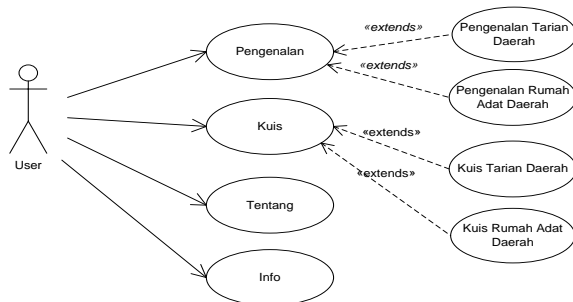 Pengenalan
«extends»
Pengenalan Tarian
Daerah
«extends»
Pengenalan Rumah
Adat Daerah
User
Kuis
«extends»
Kuis Tarian Daerah
«extends»
Kuis Rumah Adat
Daerah
Tentang
Info